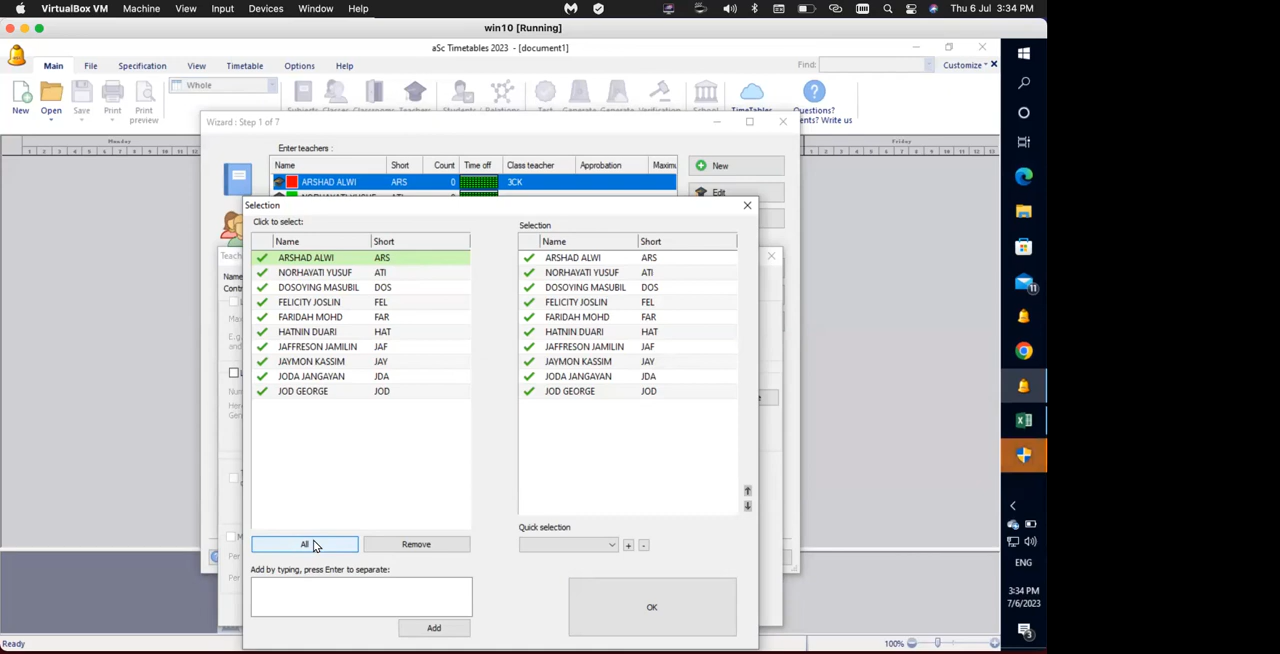 VirtualBox VM Machine View Input Devices Window Help Thu 6 Jul 3:34 PM
win10 [Running]
aSc Timetables 2023 - [document1]
Main File Specification View Timetable Options Help Find: Customize
New Open Save Print Print preview Whole TimeTables Questions?
Write us
Monday Friday
Wizard : Step 1 of 7
Enter teachers :
Name Short Count Time off Class teacher Approbation Maximu
ARSHAD ALWI ARS 0 3CK
New
Edit
Selection
Click to select:
Selection
Name Short Name Short
ARSHAD ALWI ARS ARSHAD ALWI ARS
NORHAYATI YUSUF ATI NORHAYATI YUSUF ATI
DOSOYING MASUBIL DOS DOSOYING MASUBIL DOS
FELICITY JOSLIN FEL FELICITY JOSLIN FEL
FARIDAH MOHD FAR FARIDAH MOHD FAR
HATNIN DUARI HAT HATNIN DUARI HAT
JAFFRESON JAMILIN JAF JAFFRESON JAMILIN JAF
JAYMON KASSIM JAY JAYMON KASSIM JAY
JODA JANGAYAN JDA JODA JANGAYAN JDA
JOD GEORGE JOD JOD GEORGE JOD
Quick selection
All Remove + -
Add by typing, press Enter to separate:
OK
Add
11
ENG
3:34 PM
7/6/2023
3
Ready 100%